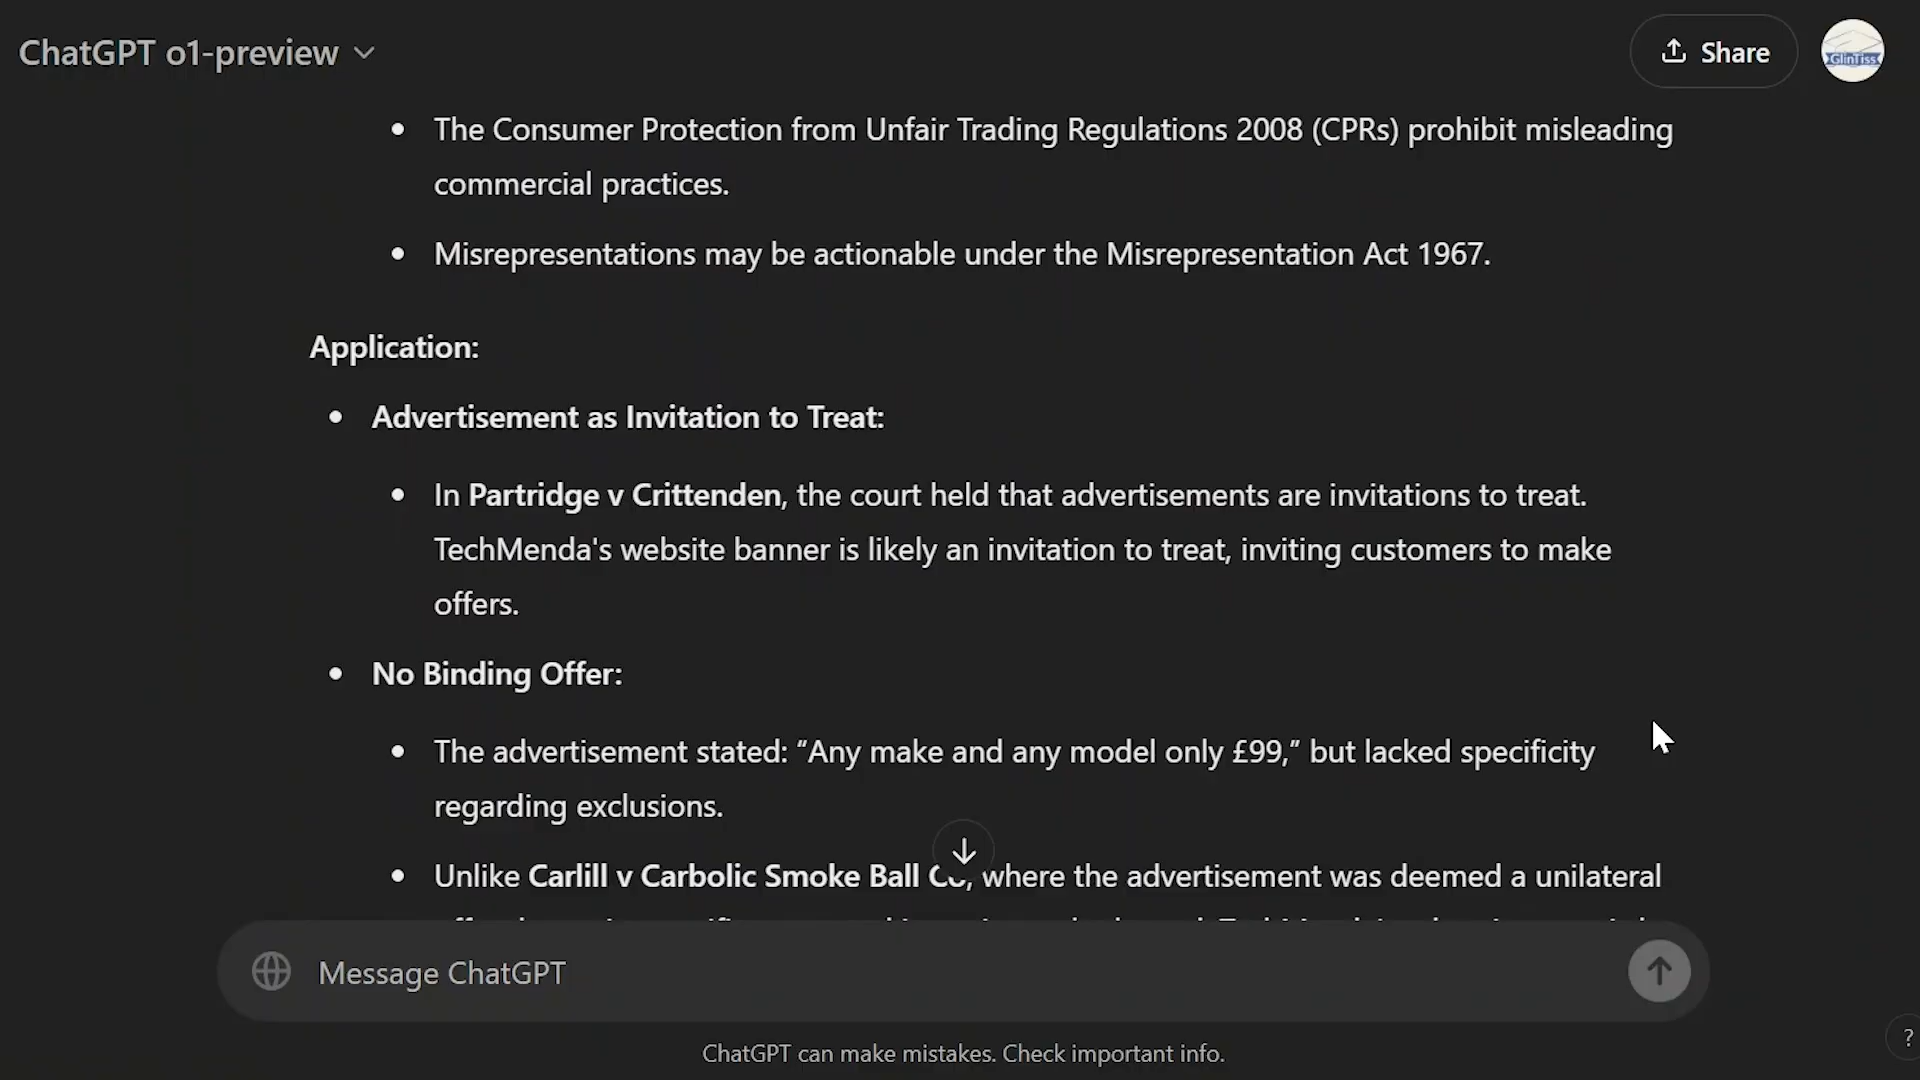 ChatGPT o1-preview
Share
GlinTiss
The Consumer Protection from Unfair Trading Regulations 2008 (CPRs) prohibit misleading
commercial practices.
Misrepresentations may be actionable under the Misrepresentation Act 1967.
Application:
Advertisement as Invitation to Treat:
In Partridge v Crittenden, the court held that advertisements are invitations to treat.
TechMenda's website banner is likely an invitation to treat, inviting customers to make
offers.
No Binding Offer:
The advertisement stated: “Any make and any model only £99,” but lacked specificity
regarding exclusions.
Unlike Carlill v Carbolic Smoke Ball Co, where the advertisement was deemed a unilateral
Message ChatGPT
ChatGPT can make mistakes. Check important info.
?